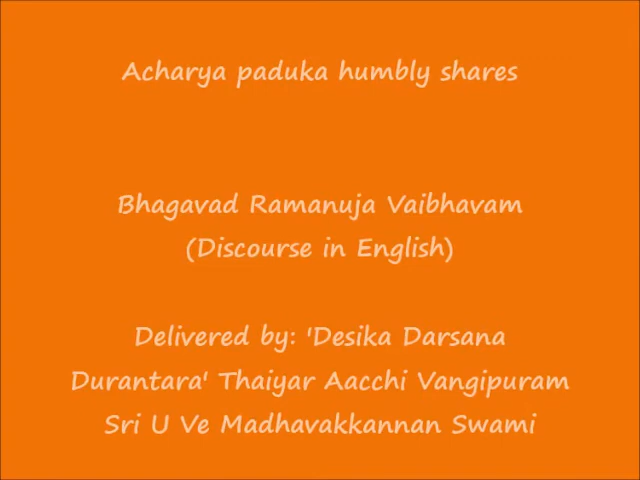 Acharya paduka humbly shares
Bhagavad Ramanuja Vaibhavam
(Discourse in English)
Delivered by: 'Desika Darsana
Durantara' Thaiyar Aacchi Vangipuram
Sri U Ve Madhavakkannan Swami